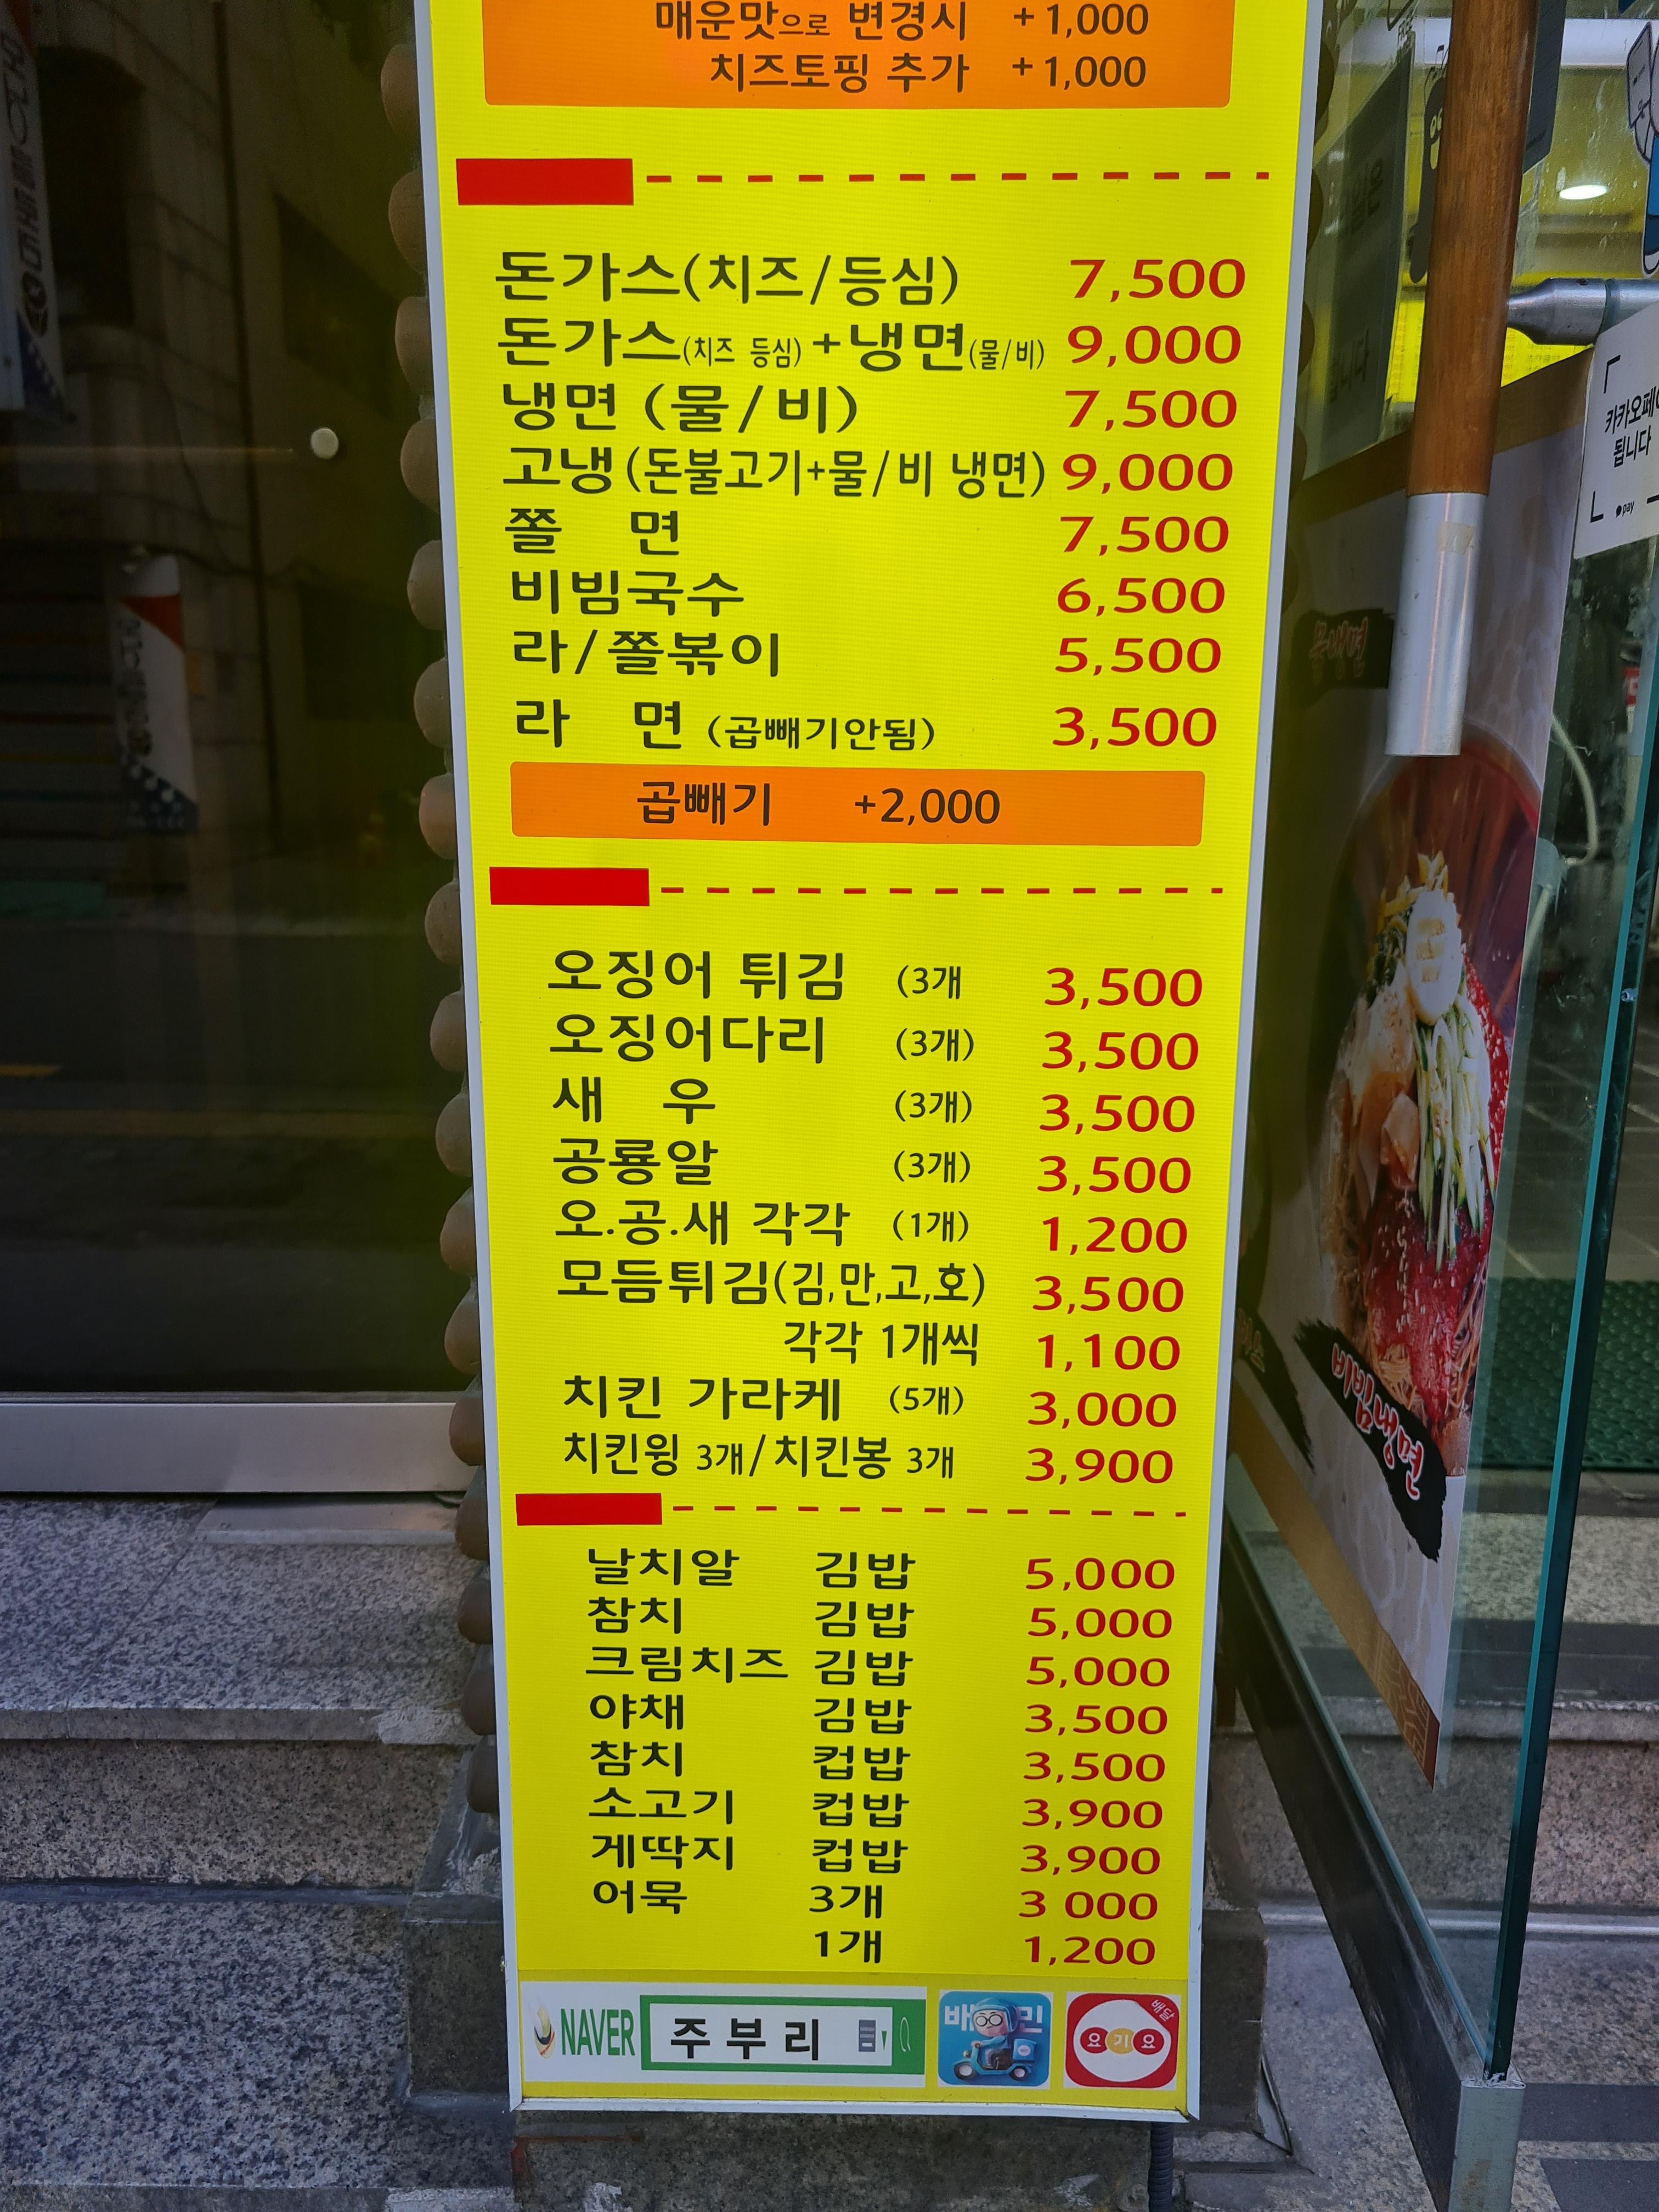 매운맛으로 변경시 +1,000
치즈토핑 추가 +1,000
돈가스(치즈/등심) 7,500
돈가스(치즈 등심)+냉면(물/비) 9,000
냉면 (물/비) 7,500
고냉(돈불고기+물/비 냉면) 9,000
쫄 면 7,500
비빔국수 6,500
라/쫄볶이 5,500
라 면 (곱빼기안됨) 3,500
곱빼기 +2,000
오징어 튀김 (3개 3,500
오징어다리 (3개) 3,500
새 우 (3개) 3,500
공룡알 (3개) 3,500
오.공.새 각각 (1개) 1,200
모듬튀김(김,만,고,호) 3,500
각각 1개씩 1,100
치킨 가라케 (5개) 3,000
치킨윙 3개/치킨봉 3개 3,900
날치알 김밥 5,000
참치 김밥 5,000
크림치즈 김밥 5,000
야채 김밥 3,500
참치 컵밥 3,500
소고기 컵밥 3,900
게딱지 컵밥 3,900
어묵 3개 3 000
1개 1,200
NAVER 주부리
배 민
배달
요기요
카카오페
됩니다
pay
물냉면
비빔냉면